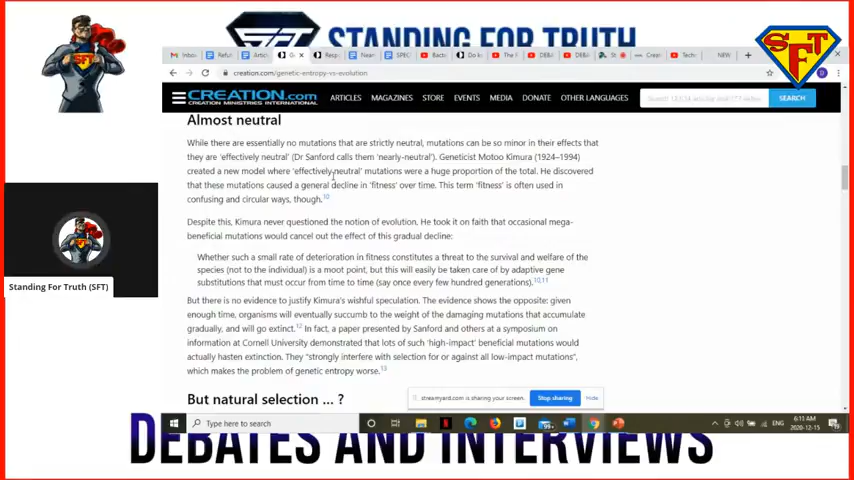 STANDING FOR TRUTH
SFT
SFT
creation.com/genetic-entropy-vs-evolution
CREATION.com
CREATION MINISTRIES INTERNATIONAL
ARTICLES
MAGAZINES
STORE
EVENTS
MEDIA
DONATE
OTHER LANGUAGES
SEARCH
Almost neutral
While there are essentially no mutations that are strictly neutral, mutations can be so minor in their effects that
they are 'effectively neutral' (Dr Sanford calls them 'nearly-neutral'). Geneticist Motoo Kimura (1924–1994)
created a new model where 'effectively-neutral' mutations were a huge proportion of the total. He discovered
that these mutations caused a general decline in 'fitness' over time. This term 'fitness' is often used in
confusing and circular ways, though.10
Despite this, Kimura never questioned the notion of evolution. He took it on faith that occasional mega-
beneficial mutations would cancel out the effect of this gradual decline:
Whether such a small rate of deterioration in fitness constitutes a threat to the survival and welfare of the
species (not to the individual) is a moot point, but this will easily be taken care of by adaptive gene
substitutions that must occur from time to time (say once every few hundred generations).10,11
But there is no evidence to justify Kimura's wishful speculation. The evidence shows the opposite: given
enough time, organisms will eventually succumb to the weight of the damaging mutations that accumulate
gradually, and will go extinct.12 In fact, a paper presented by Sanford and others at a symposium on
information at Cornell University demonstrated that lots of such 'high-impact' beneficial mutations would
actually hasten extinction. They "strongly interfere with selection for or against all low-impact mutations",
which makes the problem of genetic entropy worse.13
But natural selection ... ?
streamyard.com is sharing your screen.
Stop sharing
Hide
Standing For Truth (SFT)
Type here to search
99+
6:11 AM
2020-12-15
DEBATES AND INTERVIEWS